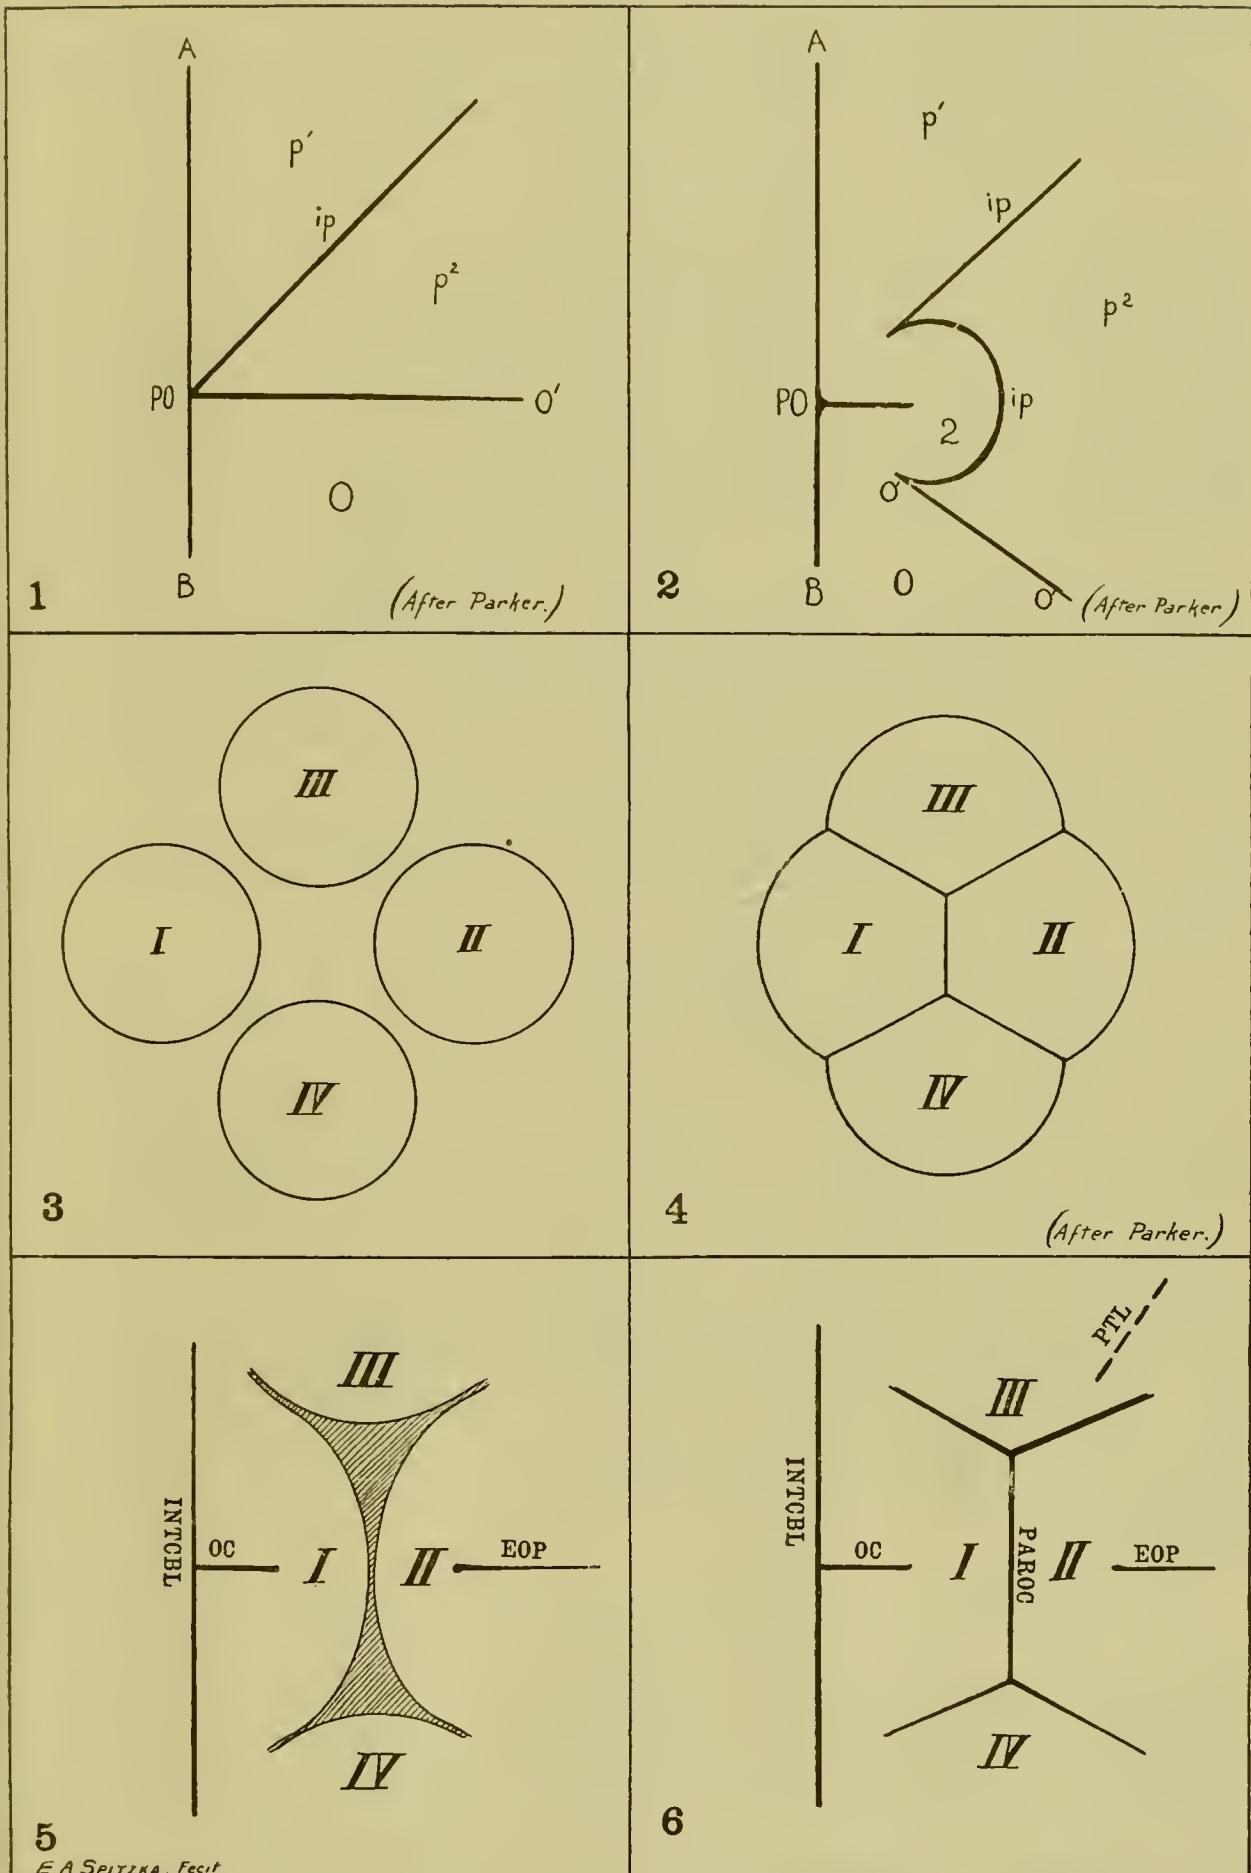 A
p′
ip
p²
PO
O′
O
B
1
(After Parker.)
A
p′
ip
p²
PO
ip
2
O′
B
O
O′
2
(After Parker)
III
I
II
IV
3
III
I
II
IV
4
(After Parker.)
III
INTCBL
OC
I
II
EOP
IV
5
E A SPITZKA. Fecit
PTL
III
INTCBL
OC
I
PAROC
II
EOP
IV
6